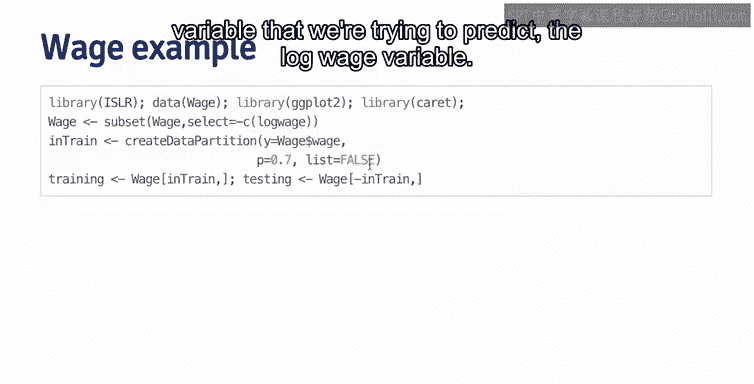 variable that we're trying to predict, the
log wage variable.
Wage example
library(ISLR); data(Wage); library(ggplot2); library(caret);
Wage <- subset(Wage,select=-c(logwage))
inTrain <- createDataPartition(y=Wage$wage,
p=0.7, list=FALSE)
training <- Wage[inTrain,]; testing <- Wage[-inTrain,]